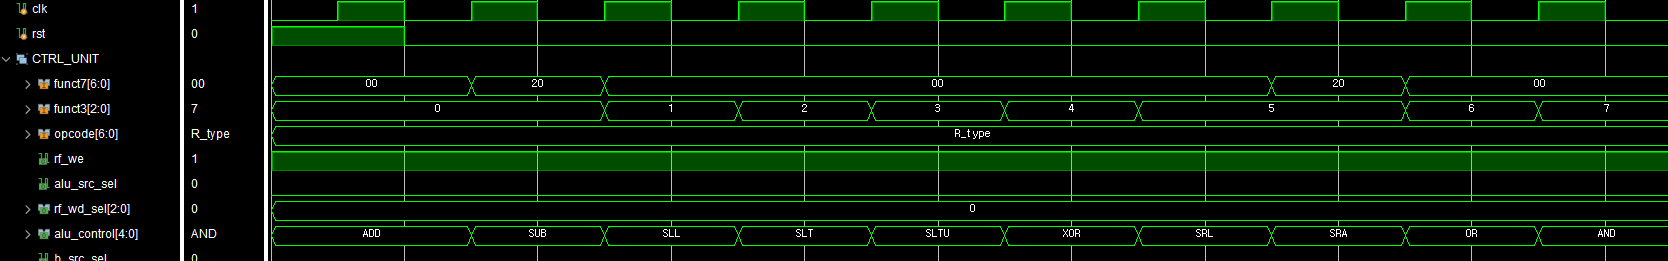 clk 1
rst 0
CTRL_UNIT
funct7[6:0] 00 00 20 00 20 00
funct3[2:0] 7 0 1 2 3 4 5 6 7
opcode[6:0] R_type R_type
rf_we 1
alu_src_sel 0
rf_wd_sel[2:0] 0 0
alu_control[4:0] AND ADD SUB SLL SLT SLTU XOR SRL SRA OR AND
b_src_sel 0